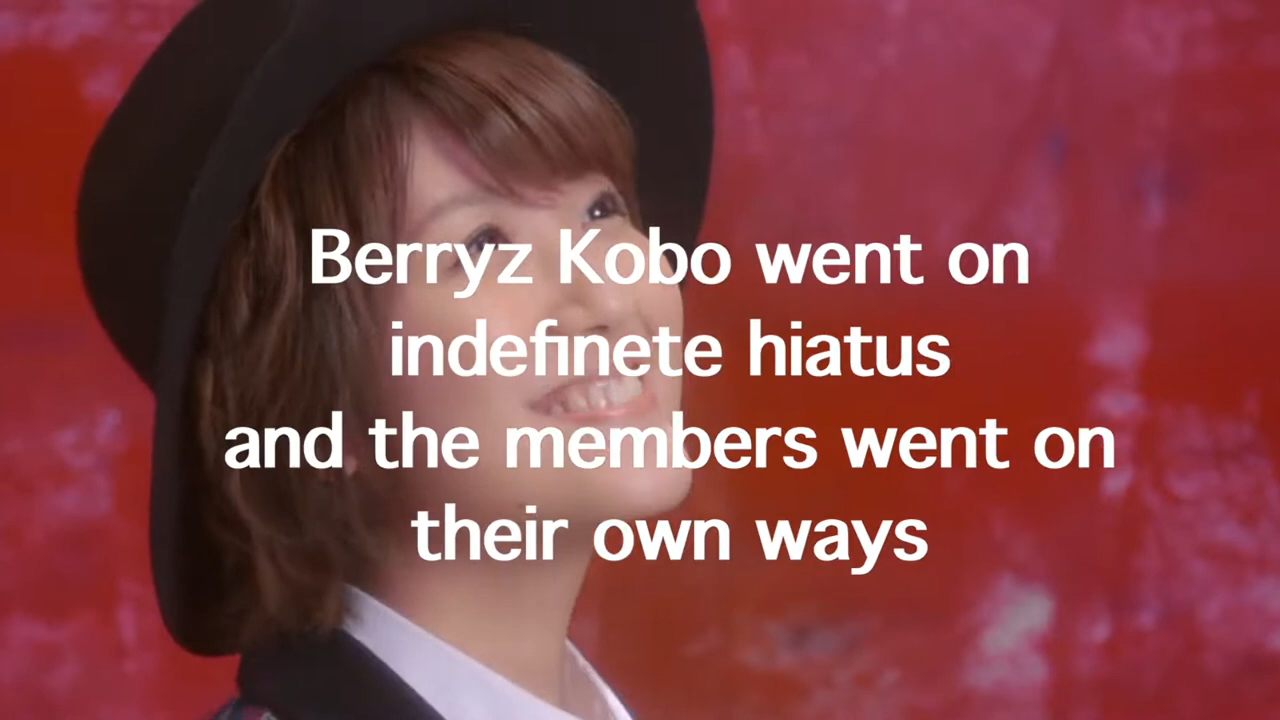 Berryz Kobo went on
indefinete hiatus
and the members went on
their own ways